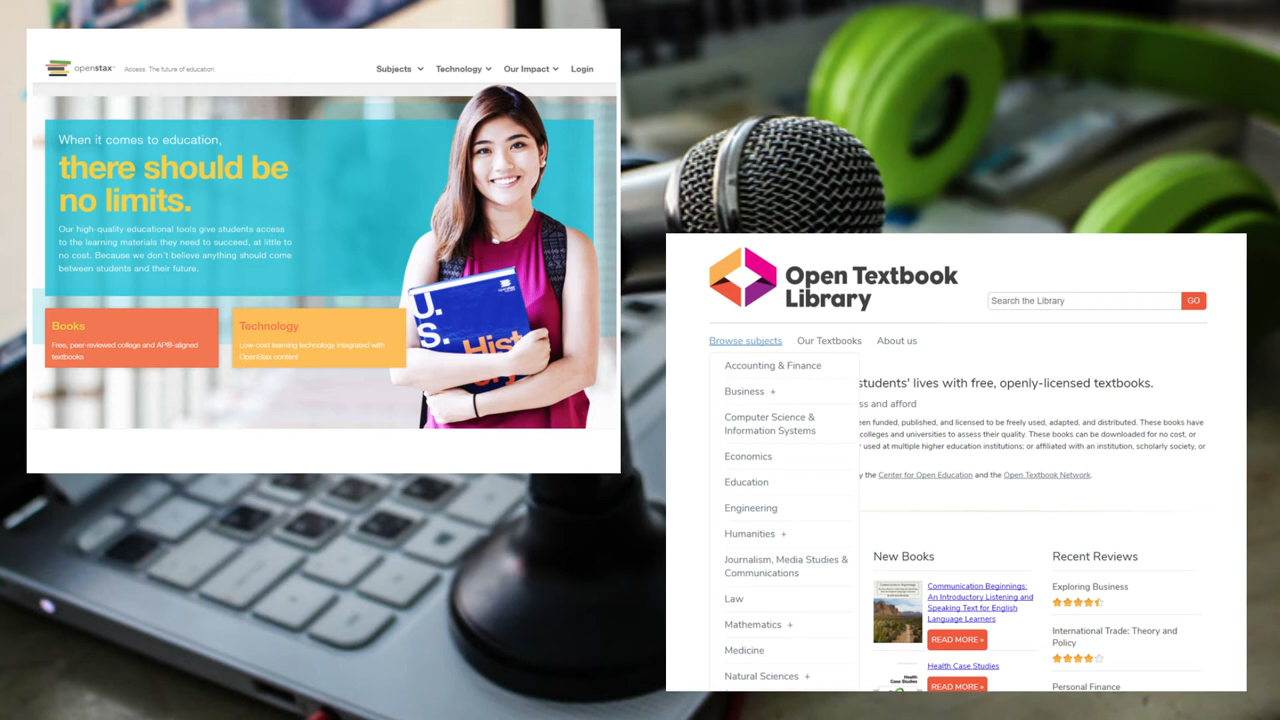 openstax™
Access. The future of education.
Subjects
Technology
Our Impact
Login
When it comes to education,
there should be
no limits.
Our high-quality educational tools give students access
to the learning materials they need to succeed, at little to
no cost. Because we don't believe anything should come
between students and their future.
Books
Free, peer-reviewed college and AP®-aligned
textbooks
Technology
Low-cost learning technology integrated with
OpenStax content
U.
S.
History
Open Textbook
Library
Search the Library
GO
Browse subjects
Our Textbooks
About us
Accounting & Finance
Business +
Computer Science &
Information Systems
Economics
Education
Engineering
Humanities +
Journalism, Media Studies &
Communications
Law
Mathematics +
Medicine
Natural Sciences +
students' lives with free, openly-licensed textbooks.
ss and afford
en funded, published, and licensed to be freely used, adapted, and distributed. These books have
colleges and universities to assess their quality. These books can be downloaded for no cost, or
used at multiple higher education institutions; or affiliated with an institution, scholarly society, or
y the Center for Open Education and the Open Textbook Network.
New Books
Communication Beginnings:
An Introductory Listening and
Speaking Text for English
Language Learners
READ MORE »
Health
Case Studies
Health Case Studies
READ MORE »
Recent Reviews
Exploring Business
International Trade: Theory and
Policy
Personal Finance